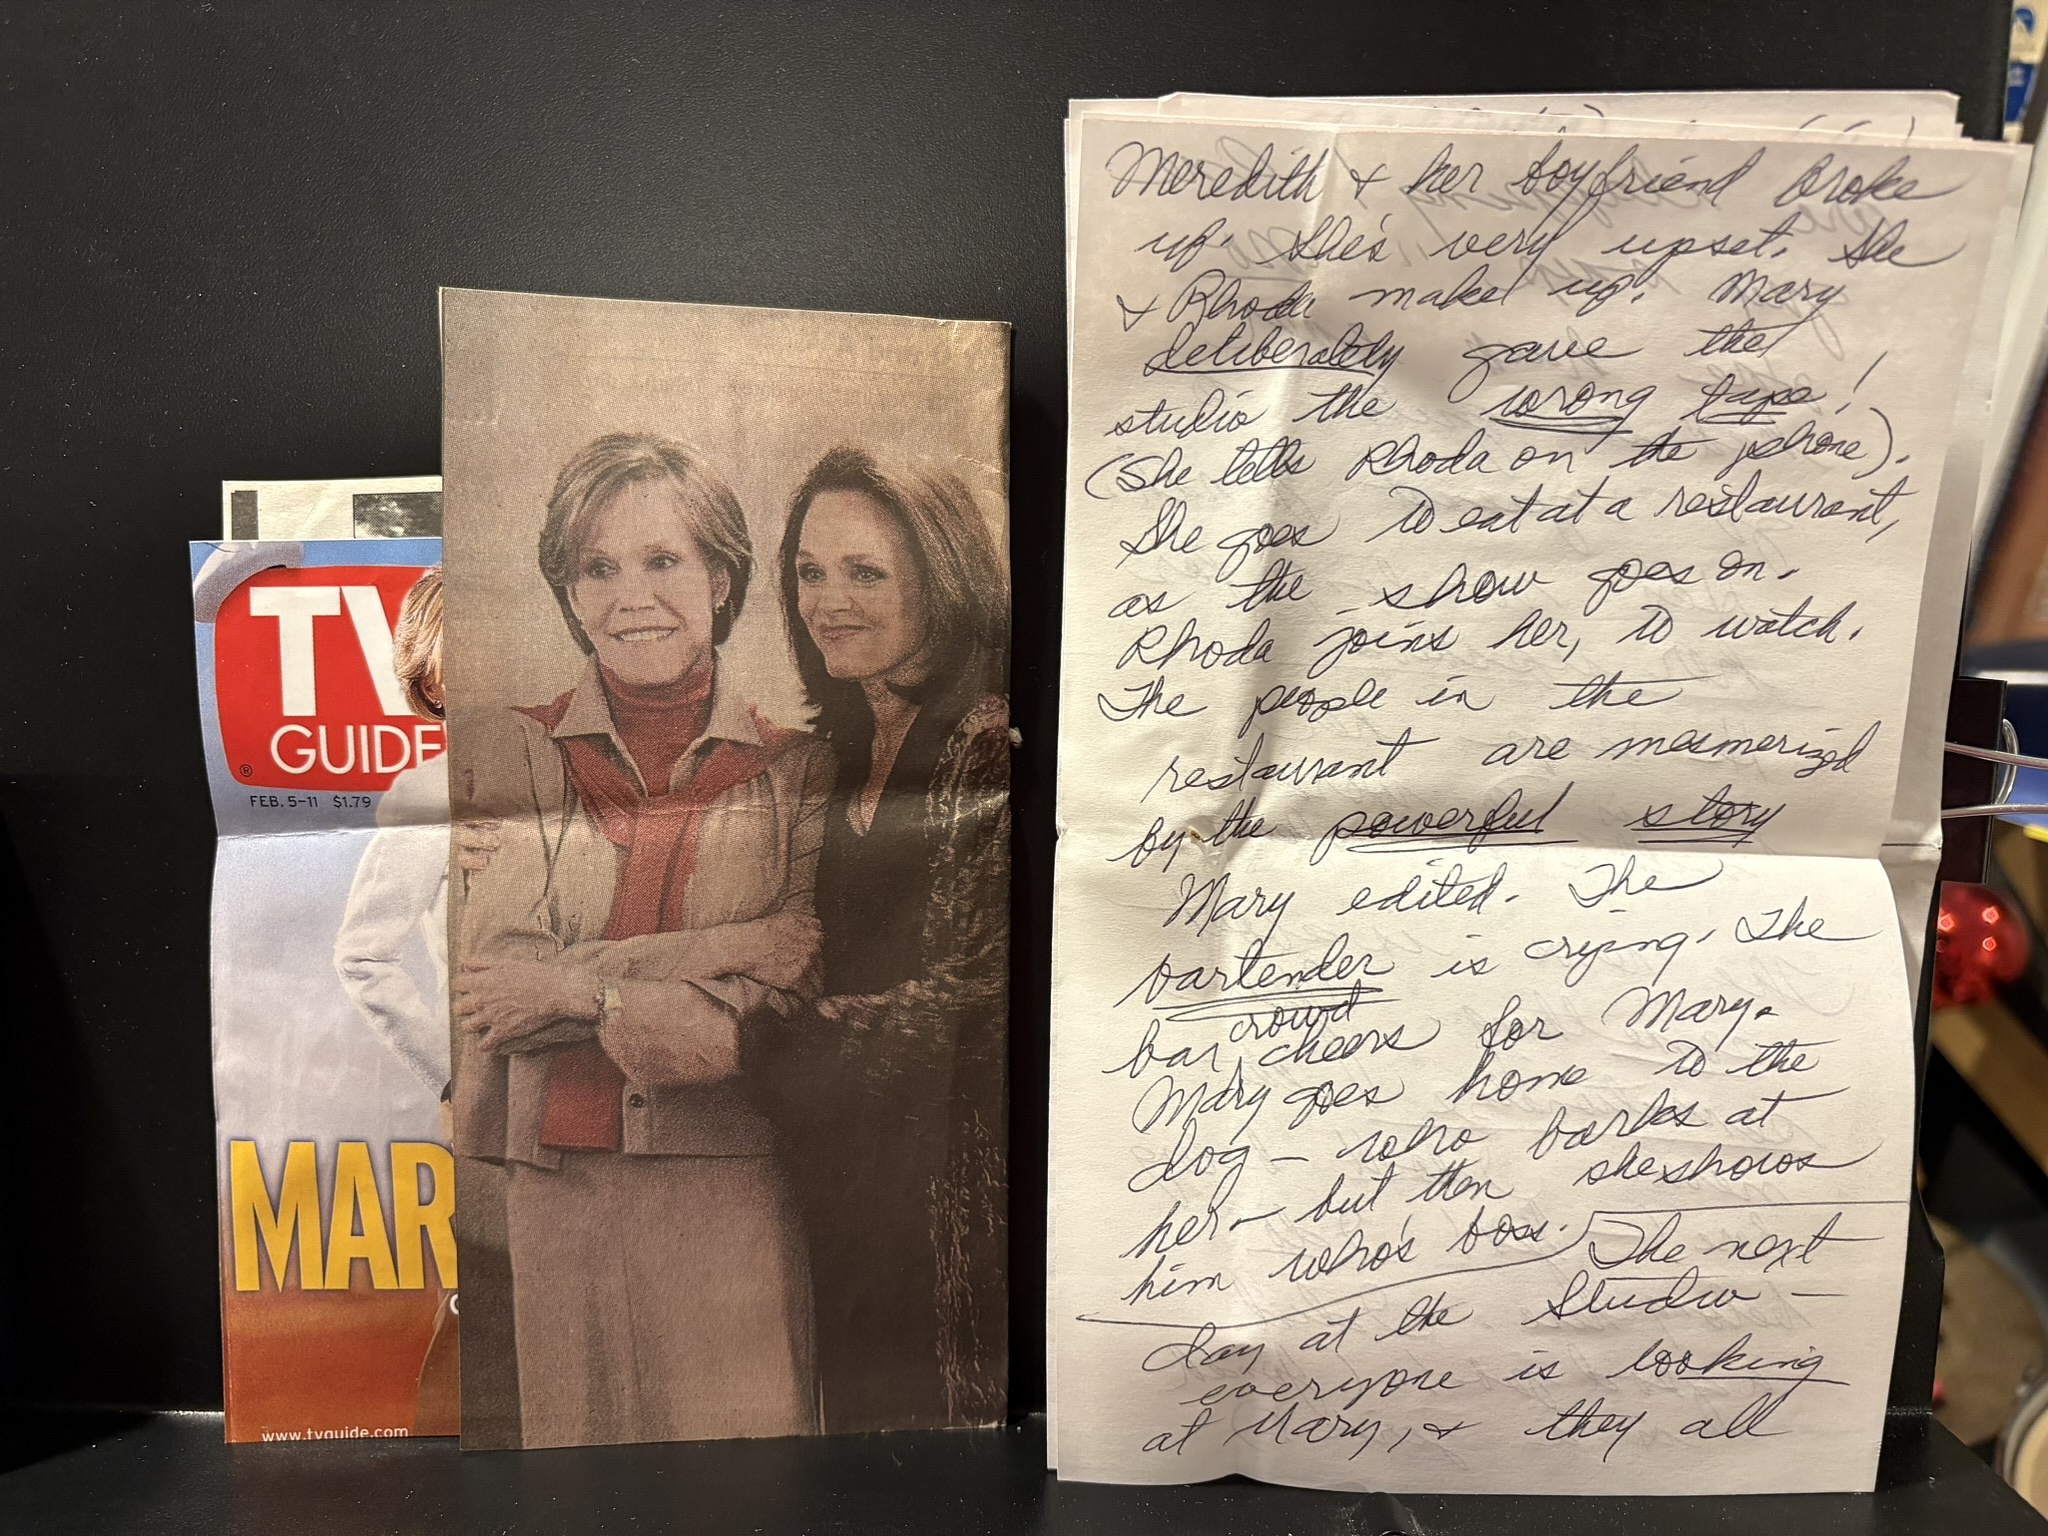 TV
GUIDE
®
FEB. 5-11 $1.79
MAR
www.tvguide.com
Meredith & her boyfriend broke
up. She's very upset. She
& Rhoda make up. Mary
deliberately gave the
studio the wrong tape!
(She tells Rhoda on the phone).
She goes to eat at a restaurant,
as the show goes on.
Rhoda joins her, to watch.
The people in the
restaurant are mesmerized
by the powerful story
Mary edited. The
bartender is crying. The
crowd
bar, cheers for Mary.
Mary goes home to the
dog – who barks at
her – but then she shows
him who's boss. The next
day at the Studio –
everyone is looking
at Mary, & they all